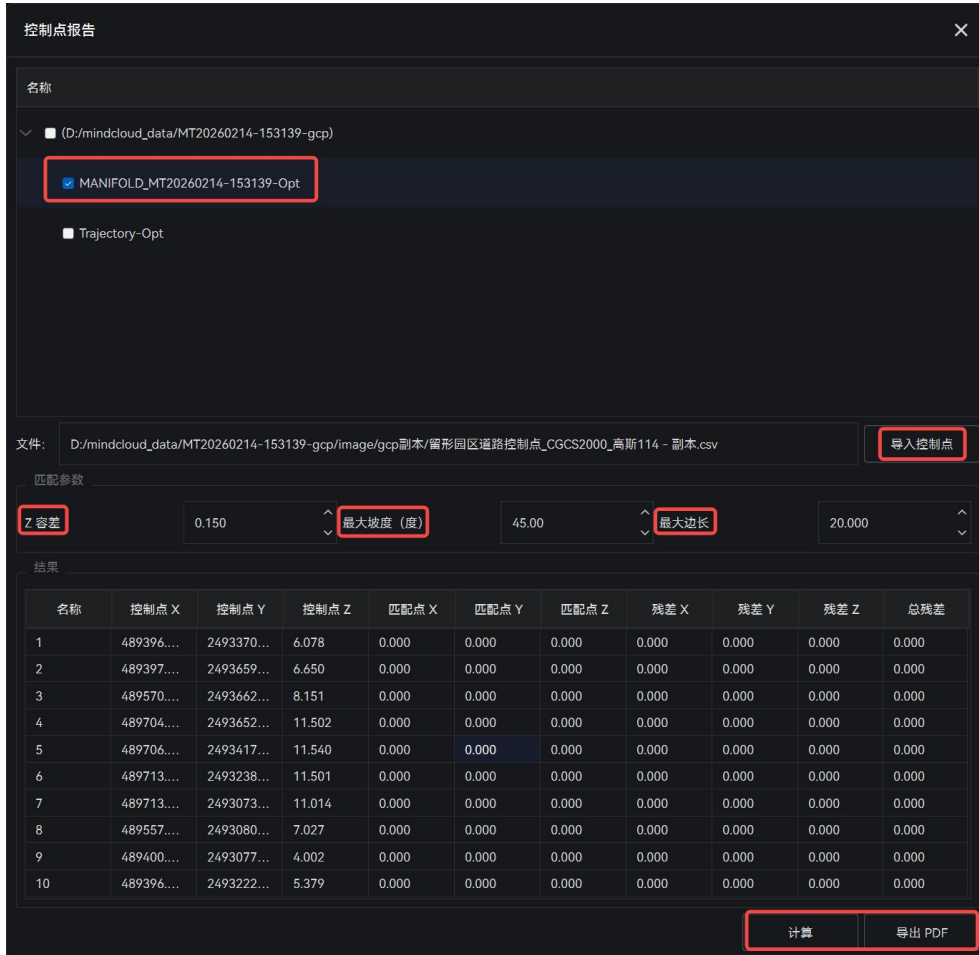 控制点报告
名称
(D:/mindcloud_data/MT20260214-153139-gcp)
MANIFOLD_MT20260214-153139-Opt
Trajectory-Opt
文件: D:/mindcloud_data/MT20260214-153139-gcp/image/gcp副本/留形园区道路控制点_CGCS2000_高斯114 - 副本.csv 导入控制点
匹配参数
Z 容差 0.150 最大坡度（度） 45.00 最大边长 20.000
结果
名称 控制点 X 控制点 Y 控制点 Z 匹配点 X 匹配点 Y 匹配点 Z 残差 X 残差 Y 残差 Z 总残差
1 489396.... 2493370... 6.078 0.000 0.000 0.000 0.000 0.000 0.000 0.000
2 489397.... 2493659... 6.650 0.000 0.000 0.000 0.000 0.000 0.000 0.000
3 489570.... 2493662... 8.151 0.000 0.000 0.000 0.000 0.000 0.000 0.000
4 489704.... 2493652... 11.502 0.000 0.000 0.000 0.000 0.000 0.000 0.000
5 489706.... 2493417... 11.540 0.000 0.000 0.000 0.000 0.000 0.000 0.000
6 489713.... 2493238... 11.501 0.000 0.000 0.000 0.000 0.000 0.000 0.000
7 489713.... 2493073... 11.014 0.000 0.000 0.000 0.000 0.000 0.000 0.000
8 489557.... 2493080... 7.027 0.000 0.000 0.000 0.000 0.000 0.000 0.000
9 489400.... 2493077... 4.002 0.000 0.000 0.000 0.000 0.000 0.000 0.000
10 489396.... 2493222... 5.379 0.000 0.000 0.000 0.000 0.000 0.000 0.000
计算 导出 PDF